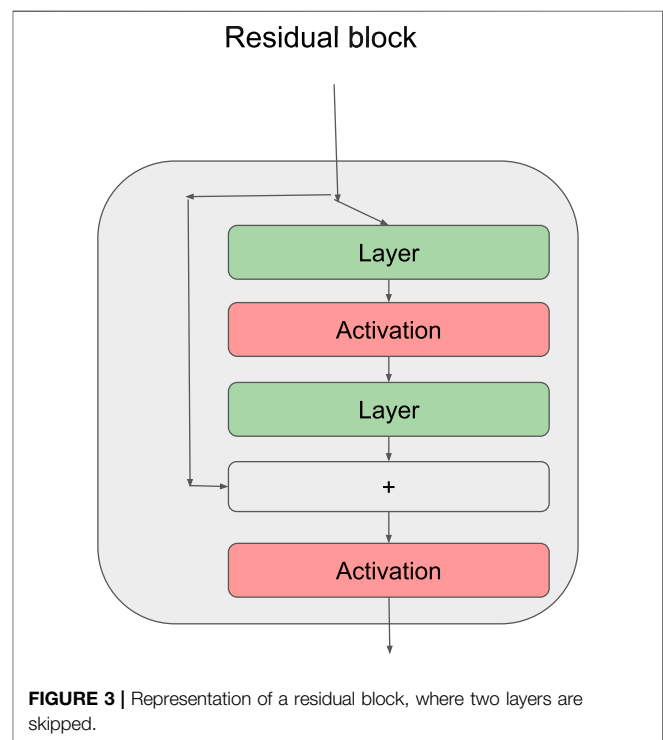 Residual block
Layer
Activation
Layer
+
Activation
FIGURE 3 | Representation of a residual block, where two layers are
skipped.